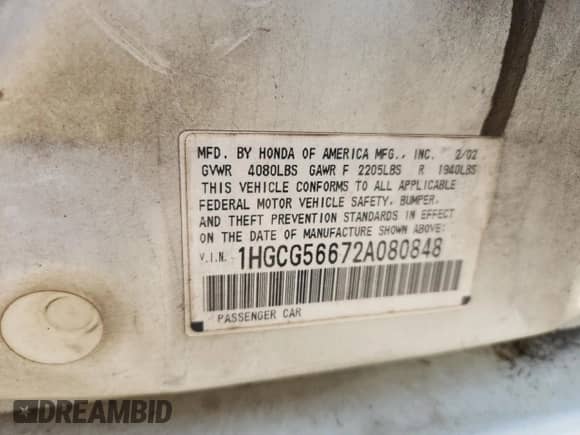 MFD. BY HONDA OF AMERICA MFG., INC. 2/02
GVWR 4080LBS GAWR F 2205LBS R 1940LBS
THIS VEHICLE CONFORMS TO ALL APPLICABLE
FEDERAL MOTOR VEHICLE SAFETY, BUMPER,
AND THEFT PREVENTION STANDARDS IN EFFECT
ON THE DATE OF MANUFACTURE SHOWN ABOVE:
V.I.N. 1HGCG56672A080848
PASSENGER CAR
DREAMBID